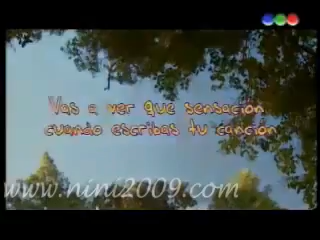 Vas a ver que sensación
cuando escribas tu canción
www.nini2009.com